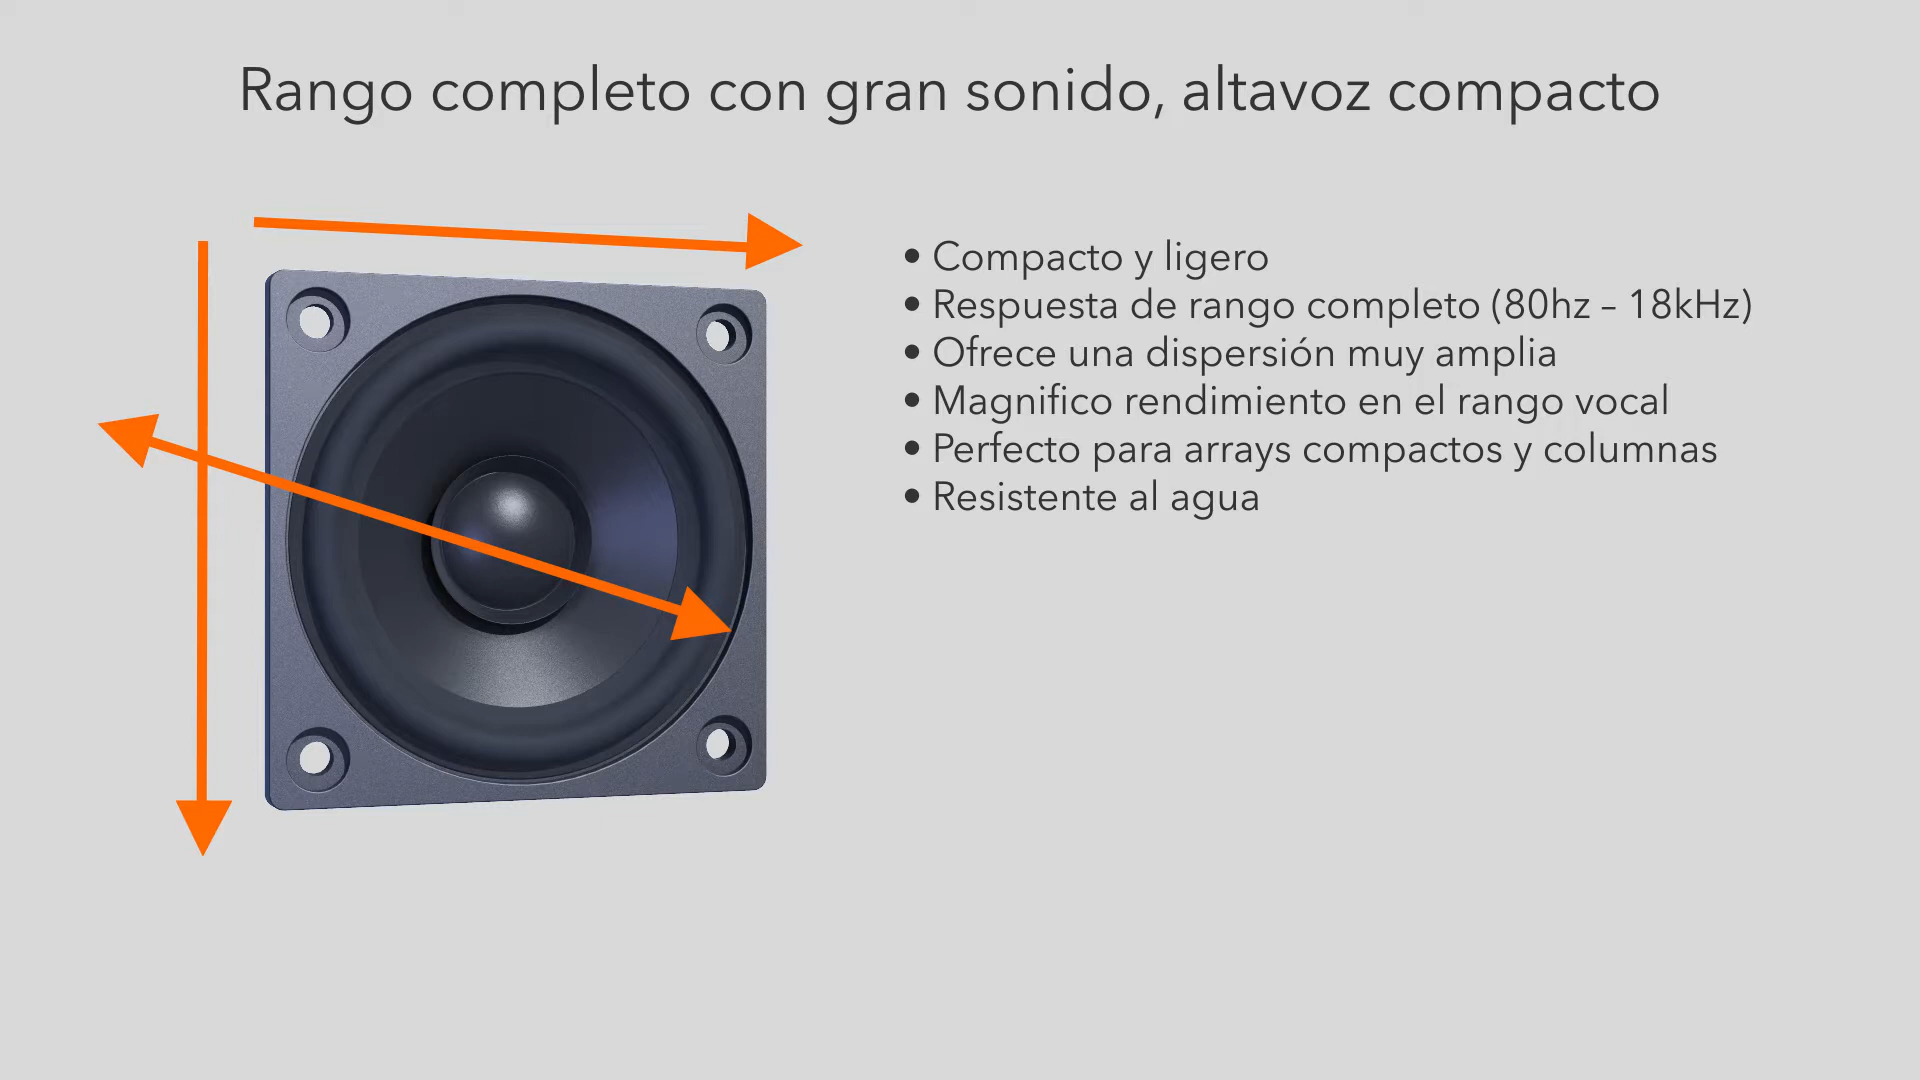 Rango completo con gran sonido, altavoz compacto
• Compacto y ligero
• Respuesta de rango completo (80hz – 18kHz)
• Ofrece una dispersión muy amplia
• Magnifico rendimiento en el rango vocal
• Perfecto para arrays compactos y columnas
• Resistente al agua